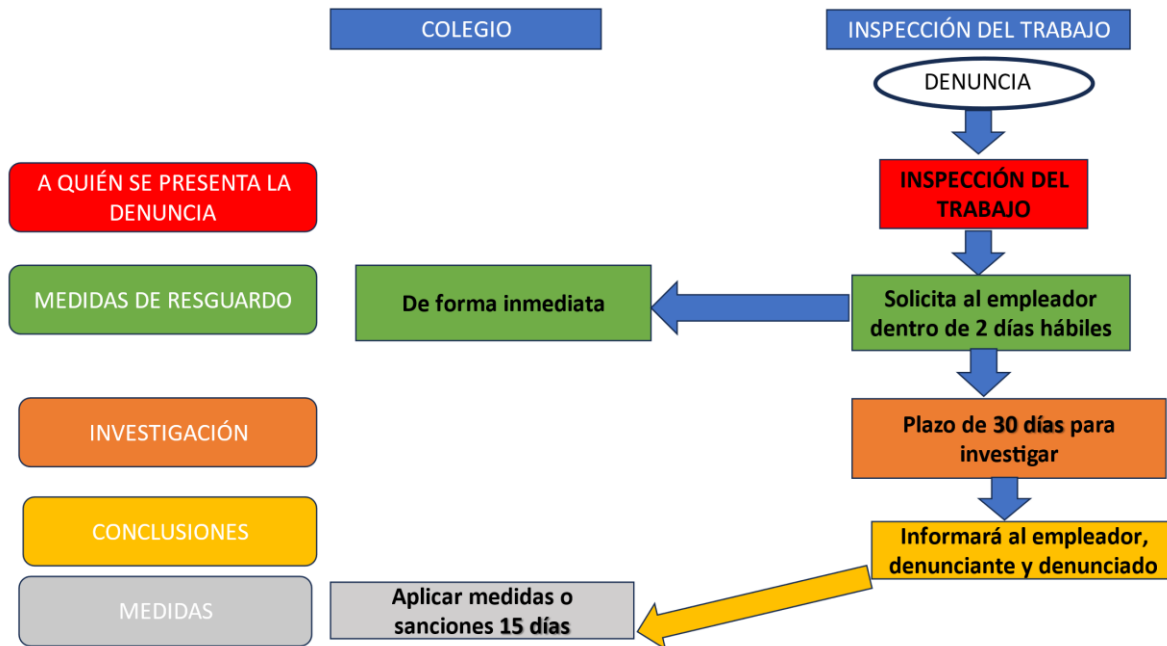 COLEGIO
INSPECCIÓN DEL TRABAJO
DENUNCIA
A QUIÉN SE PRESENTA LA
DENUNCIA
INSPECCIÓN DEL
TRABAJO
MEDIDAS DE RESGUARDO
De forma inmediata
Solicita al empleador
dentro de 2 días hábiles
INVESTIGACIÓN
Plazo de 30 días para
investigar
CONCLUSIONES
Informará al empleador,
denunciante y denunciado
MEDIDAS
Aplicar medidas o
sanciones 15 días